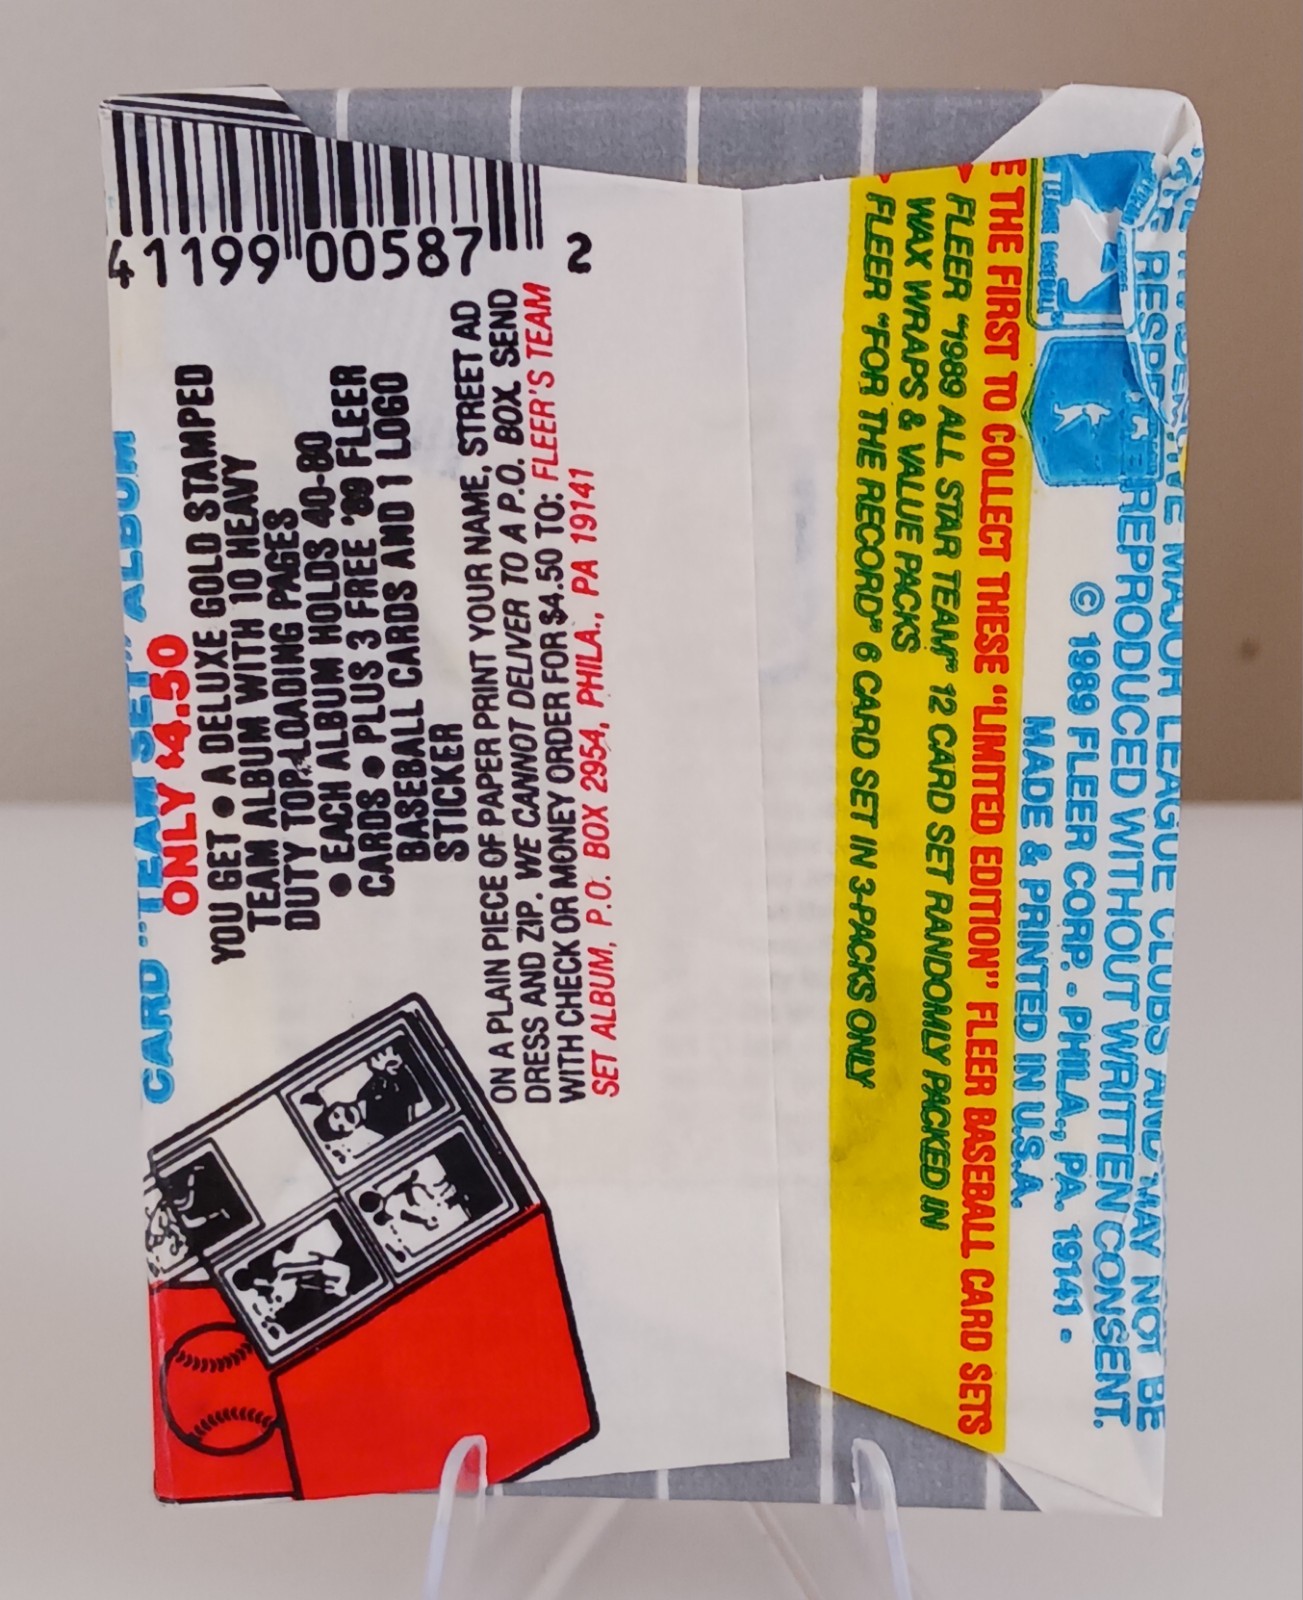 41199 00587 2
CARD "TEAM SET" ALBUM
ONLY $4.50
YOU GET • A DELUXE GOLD STAMPED
TEAM ALBUM WITH 10 HEAVY
DUTY TOP-LOADING PAGES
• EACH ALBUM HOLDS 40-80
CARDS • PLUS 3 FREE '89 FLEER
BASEBALL CARDS AND 1 LOGO
STICKER
ON A PLAIN PIECE OF PAPER PRINT YOUR NAME, STREET AD
DRESS AND ZIP. WE CANNOT DELIVER TO A P.O. BOX. SEND
WITH CHECK OR MONEY ORDER FOR $4.50 TO: FLEER'S TEAM
SET ALBUM, P.O. BOX 2954, PHILA., PA 19141
E THE FIRST TO COLLECT THESE "LIMITED EDITION" FLEER BASEBALL CARD SETS
FLEER "1989 ALL STAR TEAM" 12 CARD SET RANDOMLY PACKED IN
WAX WRAPS & VALUE PACKS
FLEER "FOR THE RECORD" 6 CARD SET IN 3-PACKS ONLY
MAJOR LEAGUE CLUBS AND MAY NOT BE
REPRODUCED WITHOUT WRITTEN CONSENT.
© 1989 FLEER CORP. - PHILA., PA. 19141 -
MADE & PRINTED IN U.S.A.